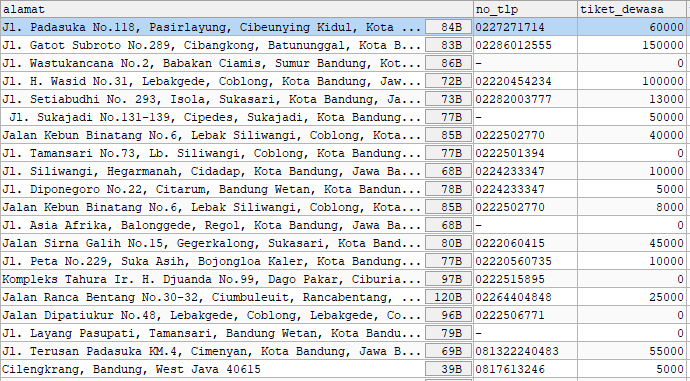 alamat no_tlp tiket_dewasa
Jl. Padasuka No.118, Pasirlayung, Cibeunying Kidul, Kota ... 84B 0227271714 60000
Jl. Gatot Subroto No.289, Cibangkong, Batununggal, Kota B... 83B 02286012555 150000
Jl. Wastukancana No.2, Babakan Ciamis, Sumur Bandung, Kot... 86B - 0
Jl. H. Wasid No.31, Lebakgede, Coblong, Kota Bandung, Jaw... 72B 02220454234 100000
Jl. Setiabudhi No. 293, Isola, Sukasari, Kota Bandung, Ja... 73B 02282003777 13000
Jl. Sukajadi No.131-139, Cipedes, Sukajadi, Kota Bandung,... 77B - 50000
Jalan Kebun Binatang No.6, Lebak Siliwangi, Coblong, Kota... 85B 0222502770 40000
Jl. Tamansari No.73, Lb. Siliwangi, Coblong, Kota Bandung... 77B 0222501394 0
Jl. Siliwangi, Hegarmanah, Cidadap, Kota Bandung, Jawa Ba... 68B 0224233347 10000
Jl. Diponegoro No.22, Citarum, Bandung Wetan, Kota Bandun... 78B 0224233347 5000
Jalan Kebun Binatang No.6, Lebak Siliwangi, Coblong, Kota... 85B 0222502770 8000
Jl. Asia Afrika, Balonggede, Regol, Kota Bandung, Jawa Ba... 68B - 0
Jalan Sirna Galih No.15, Gegerkalong, Sukasari, Kota Band... 80B 0222060415 45000
Jl. Peta No.229, Suka Asih, Bojongloa Kaler, Kota Bandung... 77B 02220560735 10000
Kompleks Tahura Ir. H. Djuanda No.99, Dago Pakar, Ciburia... 97B 0222515895 0
Jalan Ranca Bentang No.30-32, Ciumbuleuit, Rancabentang, ... 120B 02264404848 25000
Jalan Dipatiukur No.48, Lebakgede, Coblong, Lebakgede, Co... 96B 0222506771 0
Jl. Layang Pasupati, Tamansari, Bandung Wetan, Kota Bandu... 79B - 0
Jl. Terusan Padasuka KM.4, Cimenyan, Kota Bandung, Jawa B... 69B 081322240483 55000
Cilengkrang, Bandung, West Java 40615 39B 0817613246 5000